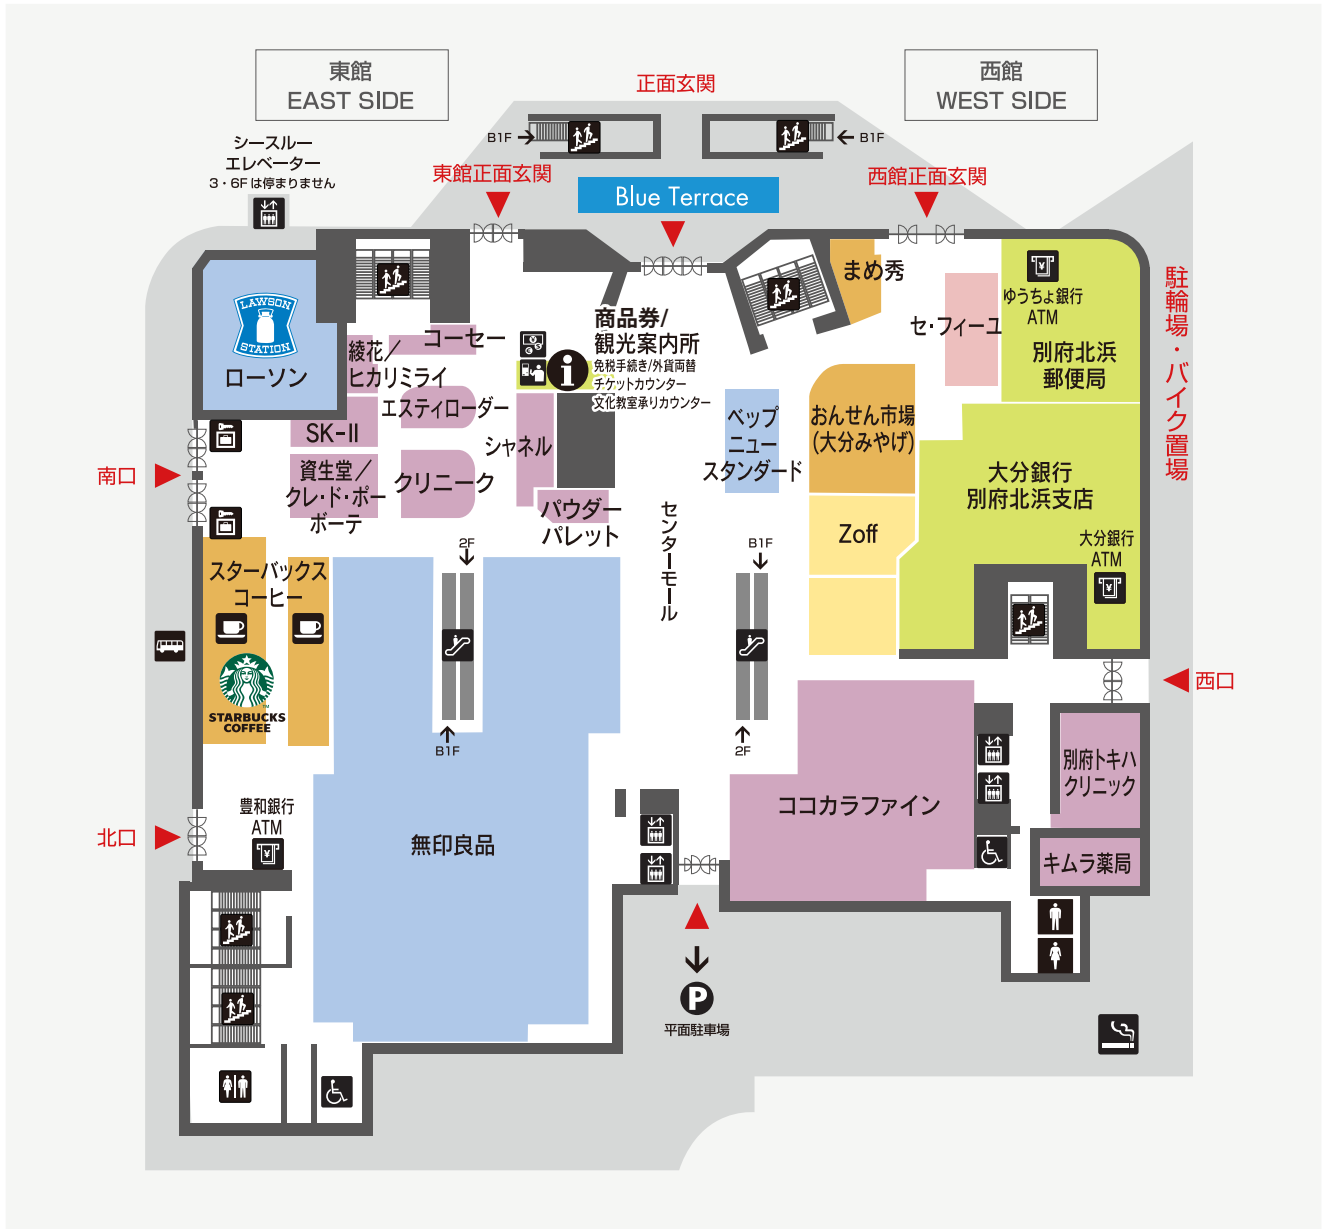 東館
EAST SIDE
正面玄関
西館
WEST SIDE
シースルー
エレベーター
3・6F は停まりません
B1F
B1F
東館正面玄関
Blue Terrace
西館正面玄関
LAWSON
STATION
ローソン
コーセー
綾花／
ヒカリミライ
エスティローダー
SK-II
資生堂／
クレ・ド・ポー
ボーテ
クリニーク
シャネル
パウダー
パレット
商品券/
観光案内所
免税手続き/外貨両替
チケットカウンター
文化教室承りカウンター
まめ秀
セ・フィーユ
ゆうちょ銀行
ATM
別府北浜
郵便局
駐輪場・バイク置場
ベップ
ニュー
スタンダード
おんせん市場
(大分みやげ)
大分銀行
別府北浜支店
大分銀行
ATM
Zoff
南口
センターモール
2F
B1F
スターバックス
コーヒー
STARBUCKS
COFFEE
TM
B1F
2F
西口
別府トキハ
クリニック
ココカラファイン
豊和銀行
ATM
北口
無印良品
キムラ薬局
P
平面駐車場